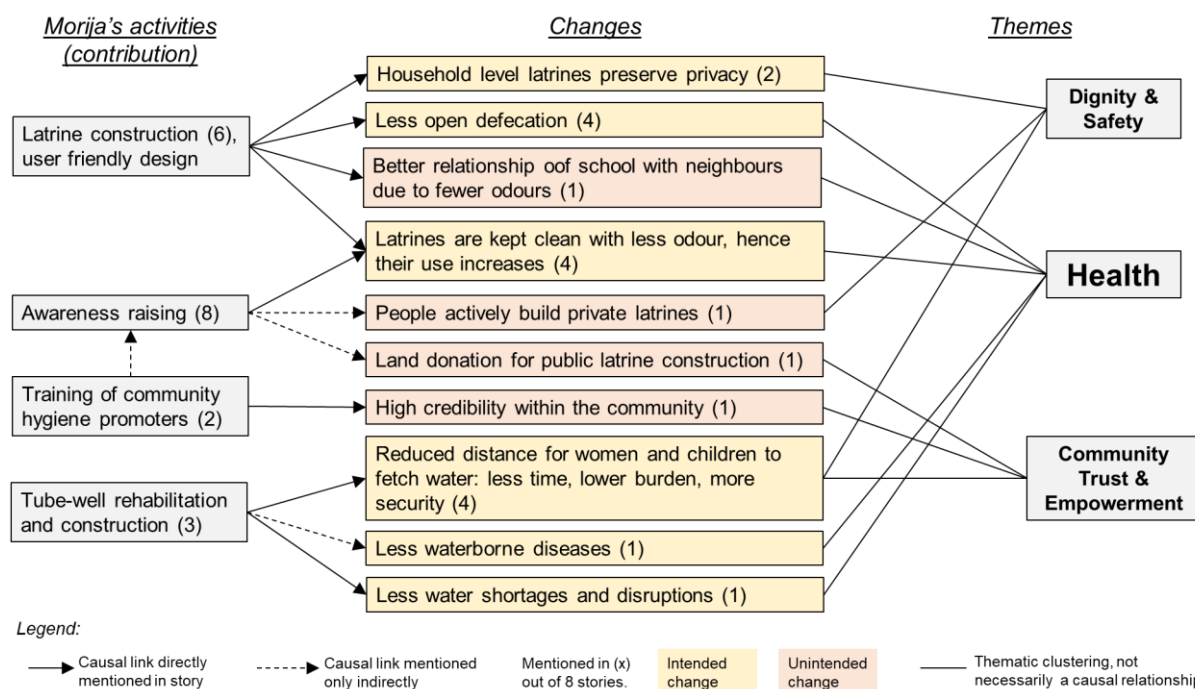 Morija's activities
(contribution)
Changes
Themes
Latrine construction (6),
user friendly design
Awareness raising (8)
Training of community
hygiene promoters (2)
Tube-well rehabilitation
and construction (3)
Household level latrines preserve privacy (2)
Less open defecation (4)
Better relationship oof school with neighbours
due to fewer odours (1)
Latrines are kept clean with less odour, hence
their use increases (4)
People actively build private latrines (1)
Land donation for public latrine construction (1)
High credibility within the community (1)
Reduced distance for women and children to
fetch water: less time, lower burden, more
security (4)
Less waterborne diseases (1)
Less water shortages and disruptions (1)
Dignity &
Safety
Health
Community
Trust &
Empowerment
Legend:
Causal link directly
mentioned in story
Causal link mentioned
only indirectly
Mentioned in (x)
out of 8 stories.
Intended
change
Unintended
change
Thematic clustering, not
necessarily a causal relationship